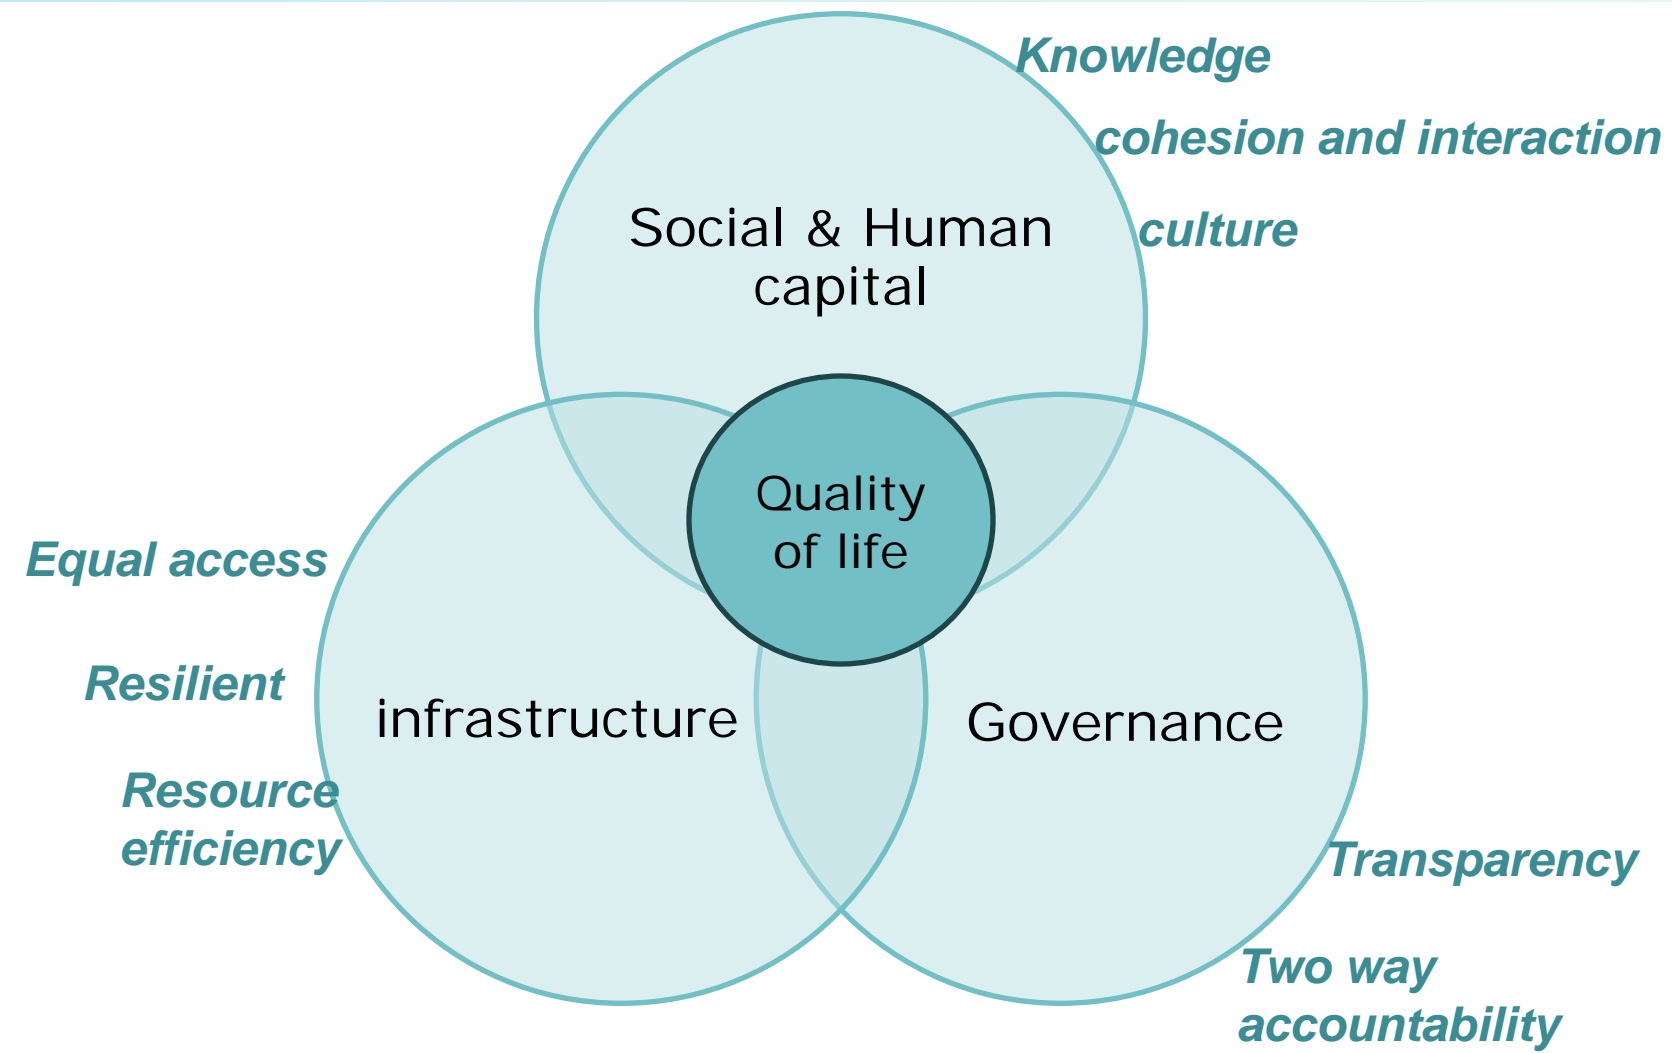 Knowledge
cohesion and interaction
culture
Social & Human
capital
Quality
of life
Equal access
Resilient
Resource
efficiency
infrastructure
Governance
Transparency
Two way
accountability